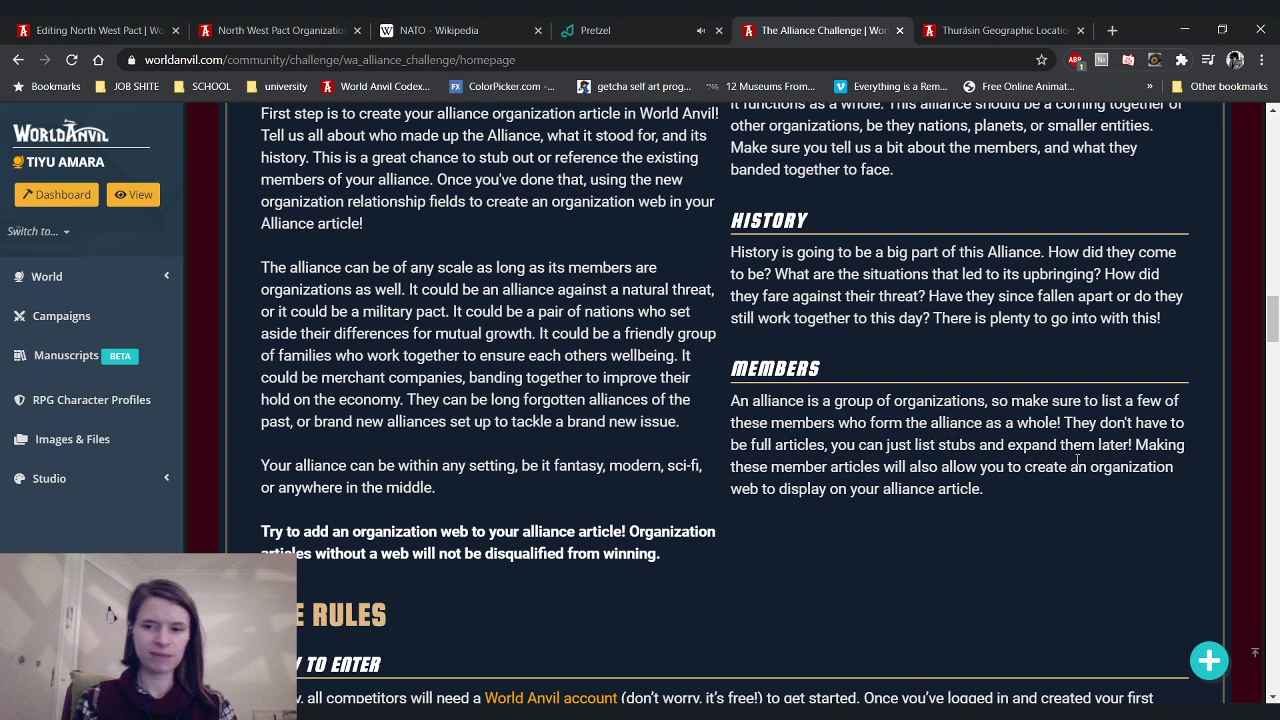 Editing North West Pact | Wo
North West Pact Organizatio
NATO - Wikipedia
Pretzel
The Alliance Challenge | Worl
Thurásin Geographic Locatio
worldanvil.com/community/challenge/wa_alliance_challenge/homepage
Bookmarks
JOB SHITE
SCHOOL
university
World Anvil Codex...
ColorPicker.com -...
getcha self art prog...
12 Museums From...
Everything is a Rem...
Free Online Animat...
Other bookmarks
WORLDANVIL
TIYU AMARA
Dashboard
View
Switch to...
World
Campaigns
Manuscripts BETA
RPG Character Profiles
Images & Files
Studio
First step is to create your alliance organization article in World Anvil!
Tell us all about who made up the Alliance, what it stood for, and its
history. This is a great chance to stub out or reference the existing
members of your alliance. Once you've done that, using the new
organization relationship fields to create an organization web in your
Alliance article!
The alliance can be of any scale as long as its members are
organizations as well. It could be an alliance against a natural threat,
or it could be a military pact. It could be a pair of nations who set
aside their differences for mutual growth. It could be a friendly group
of families who work together to ensure each others wellbeing. It
could be merchant companies, banding together to improve their
hold on the economy. They can be long forgotten alliances of the
past, or brand new alliances set up to tackle a brand new issue.
Your alliance can be within any setting, be it fantasy, modern, sci-fi,
or anywhere in the middle.
Try to add an organization web to your alliance article! Organization
articles without a web will not be disqualified from winning.
it functions as a whole. This alliance should be a coming together of
other organizations, be they nations, planets, or smaller entities.
Make sure you tell us a bit about the members, and what they
banded together to face.
HISTORY
History is going to be a big part of this Alliance. How did they come
to be? What are the situations that led to its upbringing? How did
they fare against their threat? Have they since fallen apart or do they
still work together to this day? There is plenty to go into with this!
MEMBERS
An alliance is a group of organizations, so make sure to list a few of
these members who form the alliance as a whole! They don't have to
be full articles, you can just list stubs and expand them later! Making
these member articles will also allow you to create an organization
web to display on your alliance article.
E RULES
TO ENTER
all competitors will need a World Anvil account (don't worry, it's free!) to get started. Once you've logged in and created your first